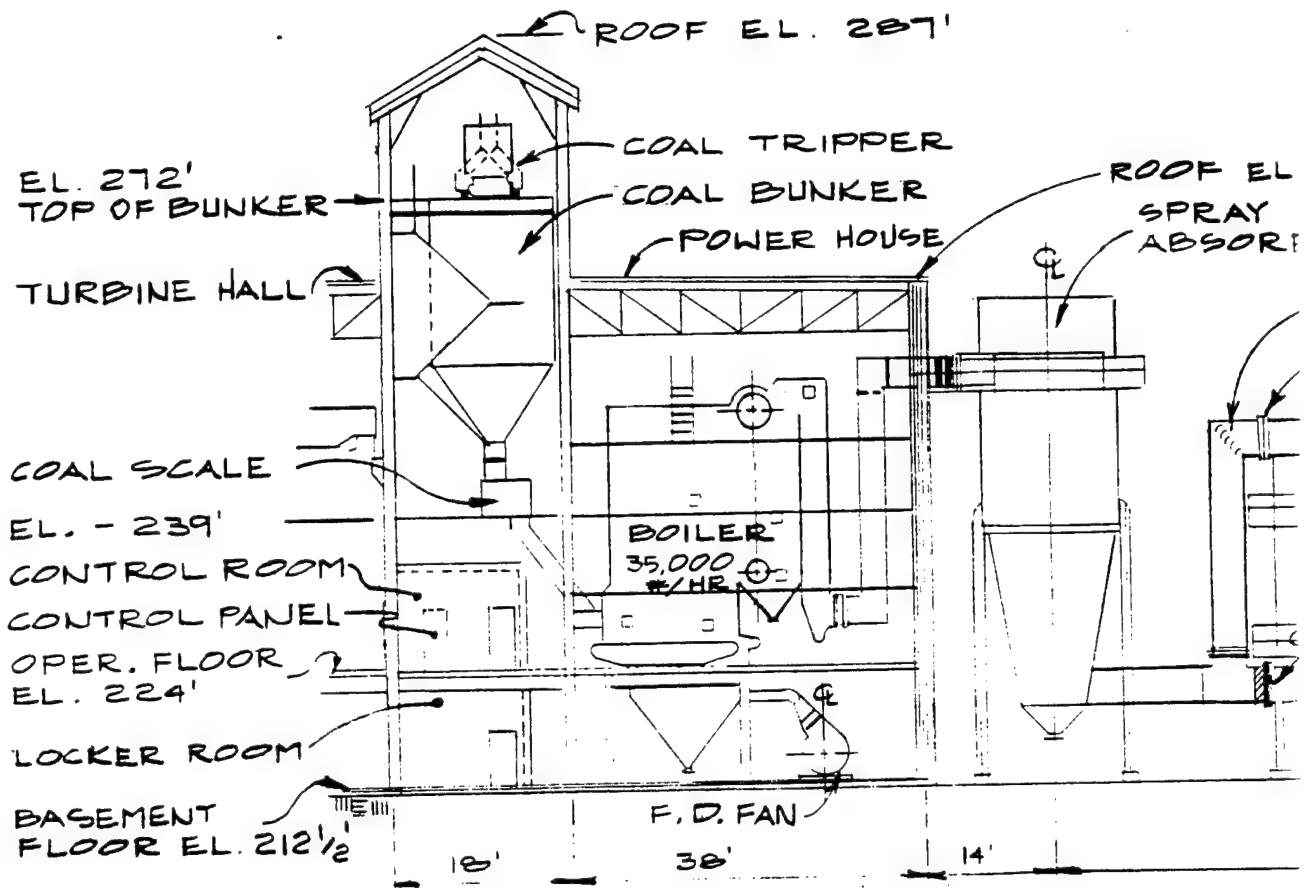 ROOF EL. 287'
COAL TRIPPER
EL. 272'
TOP OF BUNKER
COAL BUNKER
ROOF EL
SPRAY
POWER HOUSE
TURBINE HALL
COAL SCALE
EL. - 239'
BOILER
35,000
#/HR
CONTROL ROOM
CONTROL PANEL
OPER. FLOOR
EL. 224'
LOCKER ROOM
BASEMENT
FLOOR EL. 212½'
F.D. FAN
18'
38'
14'